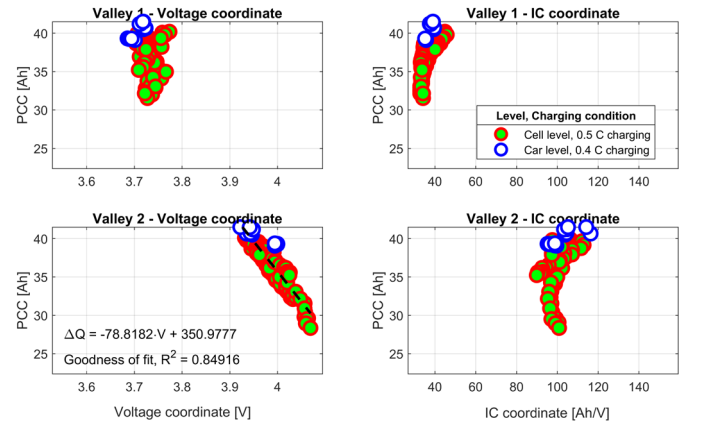 Valley 1 - Voltage coordinate
PCC [Ah]
40
35
30
25
3.6 3.7 3.8 3.9 4
Valley 1 - IC coordinate
PCC [Ah]
40
35
30
25
40 60 80 100 120 140
Level, Charging condition
Cell level, 0.5 C charging
Car level, 0.4 C charging
Valley 2 - Voltage coordinate
PCC [Ah]
40
35
30
25
ΔQ = -78.8182·V + 350.9777
Goodness of fit, R² = 0.84916
3.6 3.7 3.8 3.9 4
Voltage coordinate [V]
Valley 2 - IC coordinate
PCC [Ah]
40
35
30
25
40 60 80 100 120 140
IC coordinate [Ah/V]